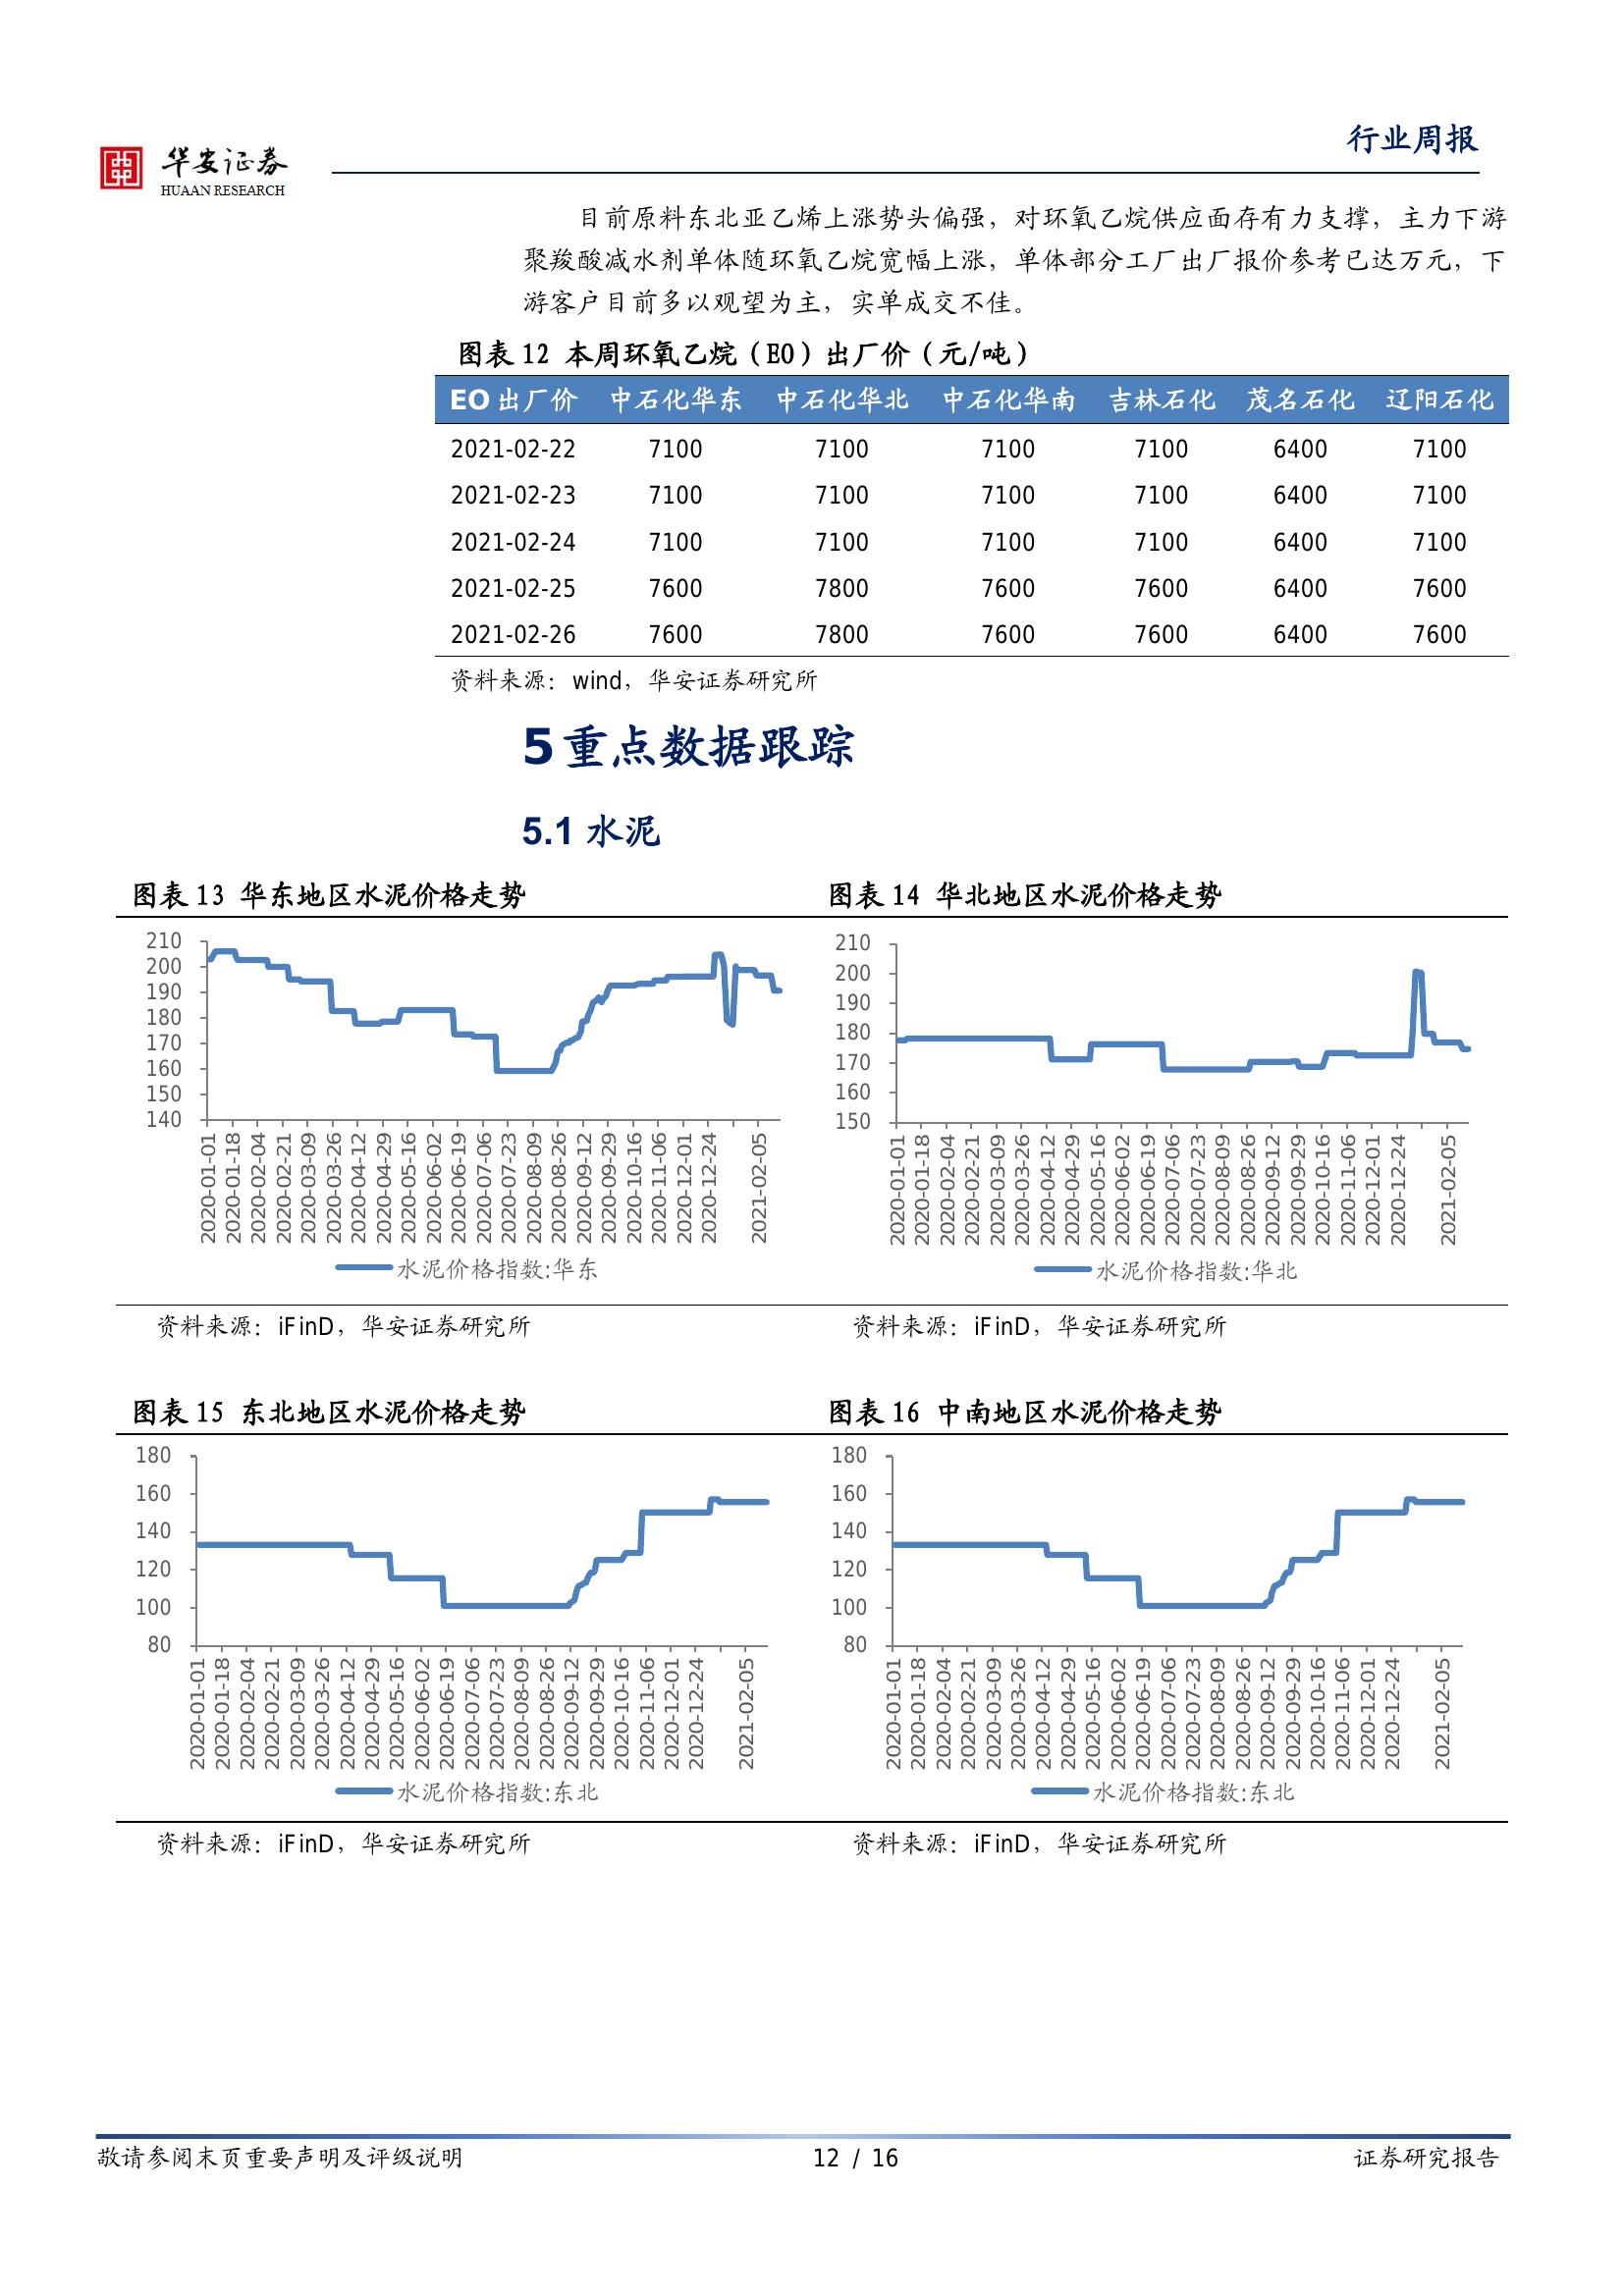 华安证券
HUAAN RESEARCH
行业周报
目前原料东北亚乙烯上涨势头偏强，对环氧乙烷供应面存有力支撑，主力下游
聚羧酸减水剂单体随环氧乙烷宽幅上涨，单体部分工厂出厂报价参考已达万元，下
游客户目前多以观望为主，实单成交不佳。
图表 12 本周环氧乙烷（EO）出厂价（元/吨）
EO 出厂价 中石化华东 中石化华北 中石化华南 吉林石化 茂名石化 辽阳石化
2021-02-22 7100 7100 7100 7100 6400 7100
2021-02-23 7100 7100 7100 7100 6400 7100
2021-02-24 7100 7100 7100 7100 6400 7100
2021-02-25 7600 7800 7600 7600 6400 7600
2021-02-26 7600 7800 7600 7600 6400 7600
资料来源：wind，华安证券研究所
5 重点数据跟踪
5.1 水泥
图表 13 华东地区水泥价格走势
210
200
190
180
170
160
150
140
2020-01-01 2020-01-18 2020-02-04 2020-02-21 2020-03-09 2020-03-26 2020-04-12 2020-04-29 2020-05-16 2020-06-02 2020-06-19 2020-07-06 2020-07-23 2020-08-09 2020-08-26 2020-09-12 2020-09-29 2020-10-16 2020-11-06 2020-12-01 2020-12-24 2021-02-05
水泥价格指数:华东
资料来源：iFinD，华安证券研究所
图表 14 华北地区水泥价格走势
210
200
190
180
170
160
150
2020-01-01 2020-01-18 2020-02-04 2020-02-21 2020-03-09 2020-03-26 2020-04-12 2020-04-29 2020-05-16 2020-06-02 2020-06-19 2020-07-06 2020-07-23 2020-08-09 2020-08-26 2020-09-12 2020-09-29 2020-10-16 2020-11-06 2020-12-01 2020-12-24 2021-02-05
水泥价格指数:华北
资料来源：iFinD，华安证券研究所
图表 15 东北地区水泥价格走势
180
160
140
120
100
80
2020-01-01 2020-01-18 2020-02-04 2020-02-21 2020-03-09 2020-03-26 2020-04-12 2020-04-29 2020-05-16 2020-06-02 2020-06-19 2020-07-06 2020-07-23 2020-08-09 2020-08-26 2020-09-12 2020-09-29 2020-10-16 2020-11-06 2020-12-01 2020-12-24 2021-02-05
水泥价格指数:东北
资料来源：iFinD，华安证券研究所
图表 16 中南地区水泥价格走势
180
160
140
120
100
80
2020-01-01 2020-01-18 2020-02-04 2020-02-21 2020-03-09 2020-03-26 2020-04-12 2020-04-29 2020-05-16 2020-06-02 2020-06-19 2020-07-06 2020-07-23 2020-08-09 2020-08-26 2020-09-12 2020-09-29 2020-10-16 2020-11-06 2020-12-01 2020-12-24 2021-02-05
水泥价格指数:东北
资料来源：iFinD，华安证券研究所
敬请参阅末页重要声明及评级说明
12 / 16
证券研究报告